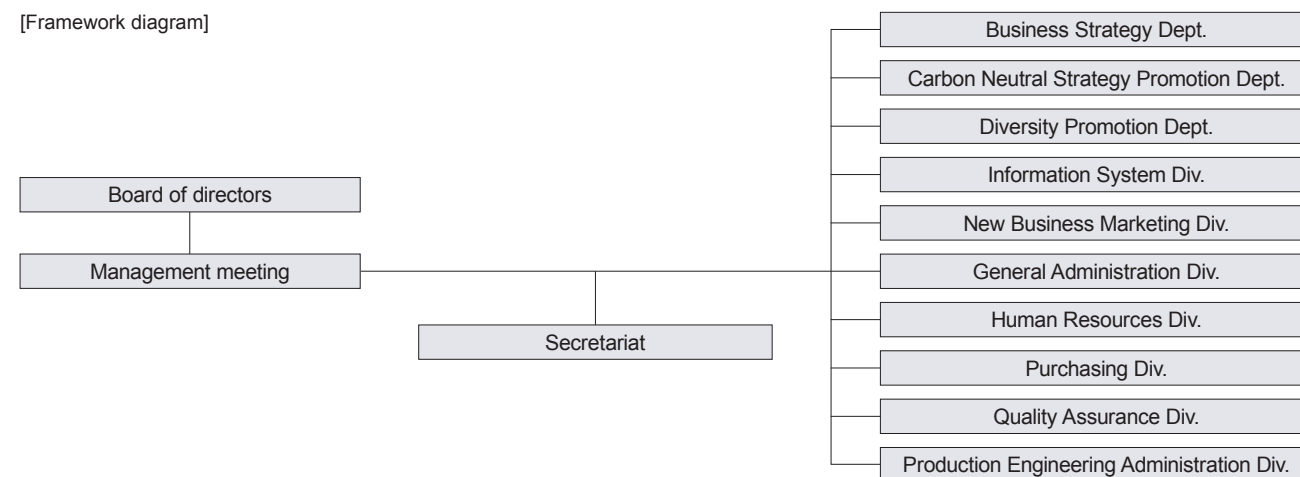 [Framework diagram]
Board of directors
Management meeting
Secretariat
Business Strategy Dept.
Carbon Neutral Strategy Promotion Dept.
Diversity Promotion Dept.
Information System Div.
New Business Marketing Div.
General Administration Div.
Human Resources Div.
Purchasing Div.
Quality Assurance Div.
Production Engineering Administration Div.